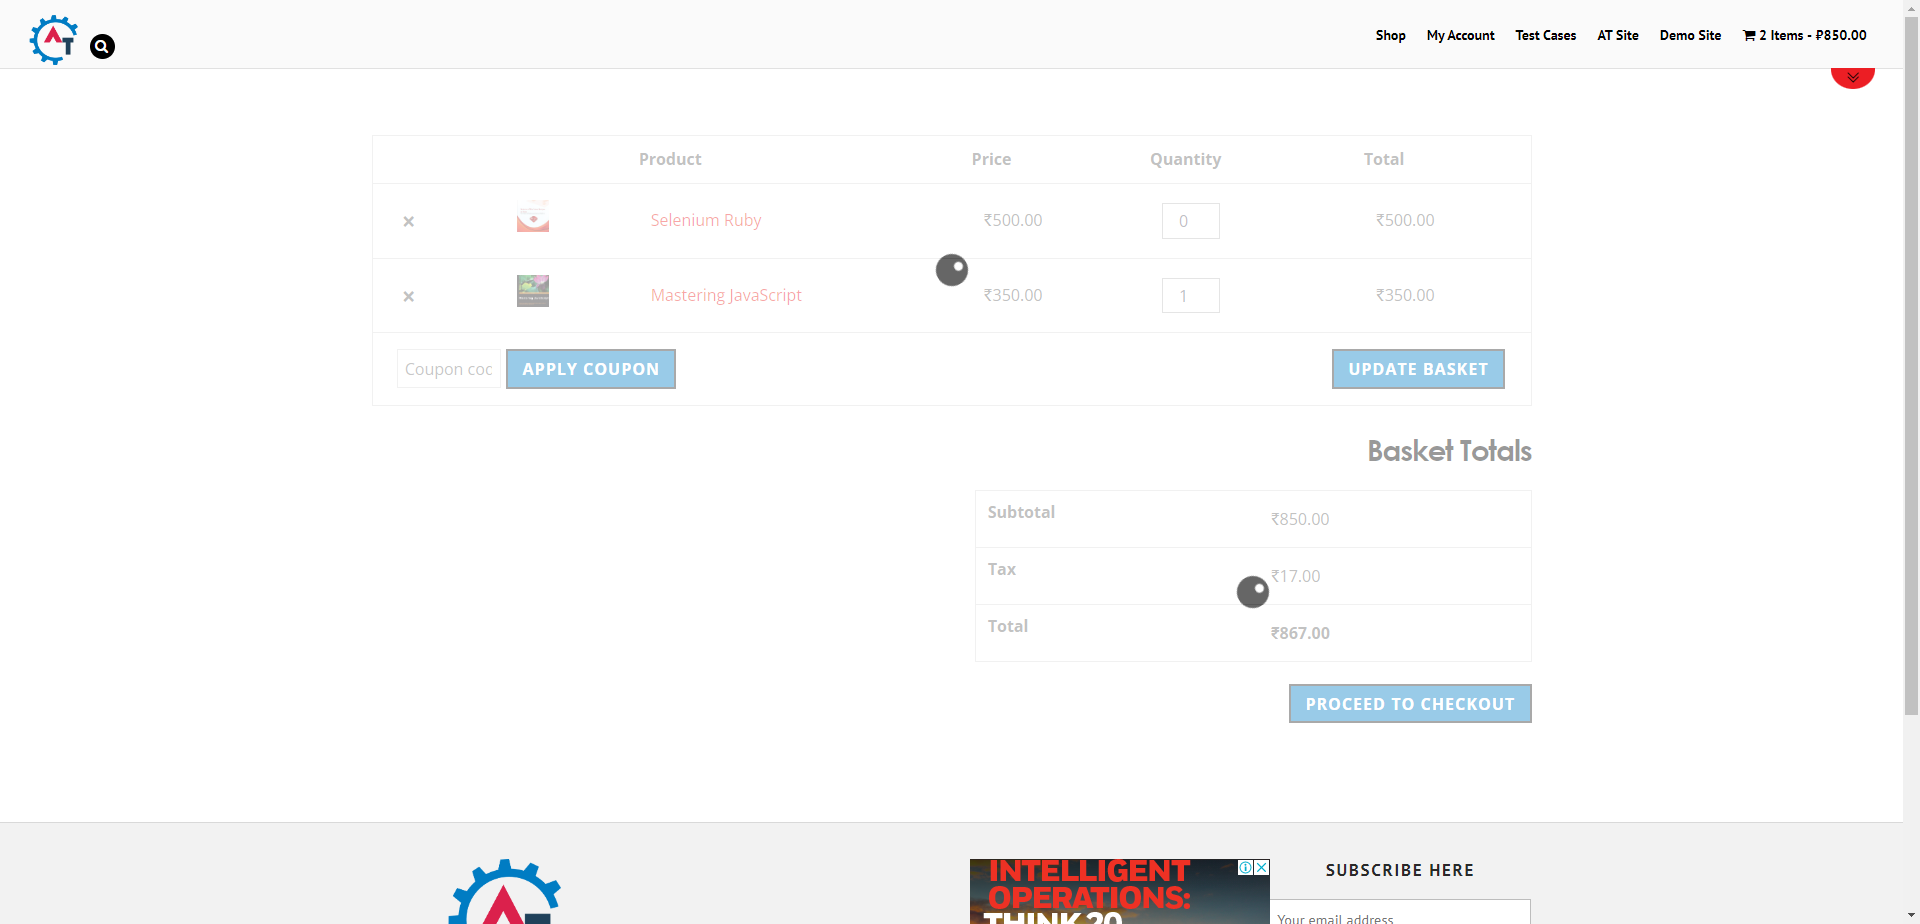 Shop My Account Test Cases AT Site Demo Site 2 Items - ₽850.00
AT
Product Price Quantity Total
× Selenium Ruby ₹500.00 0 ₹500.00
× Mastering JavaScript ₹350.00 1 ₹350.00
Coupon coc APPLY COUPON UPDATE BASKET
Basket Totals
Subtotal ₹850.00
Tax ₹17.00
Total ₹867.00
PROCEED TO CHECKOUT
INTELLIGENT
OPERATIONS:
THINK 20
SUBSCRIBE HERE
Your email address